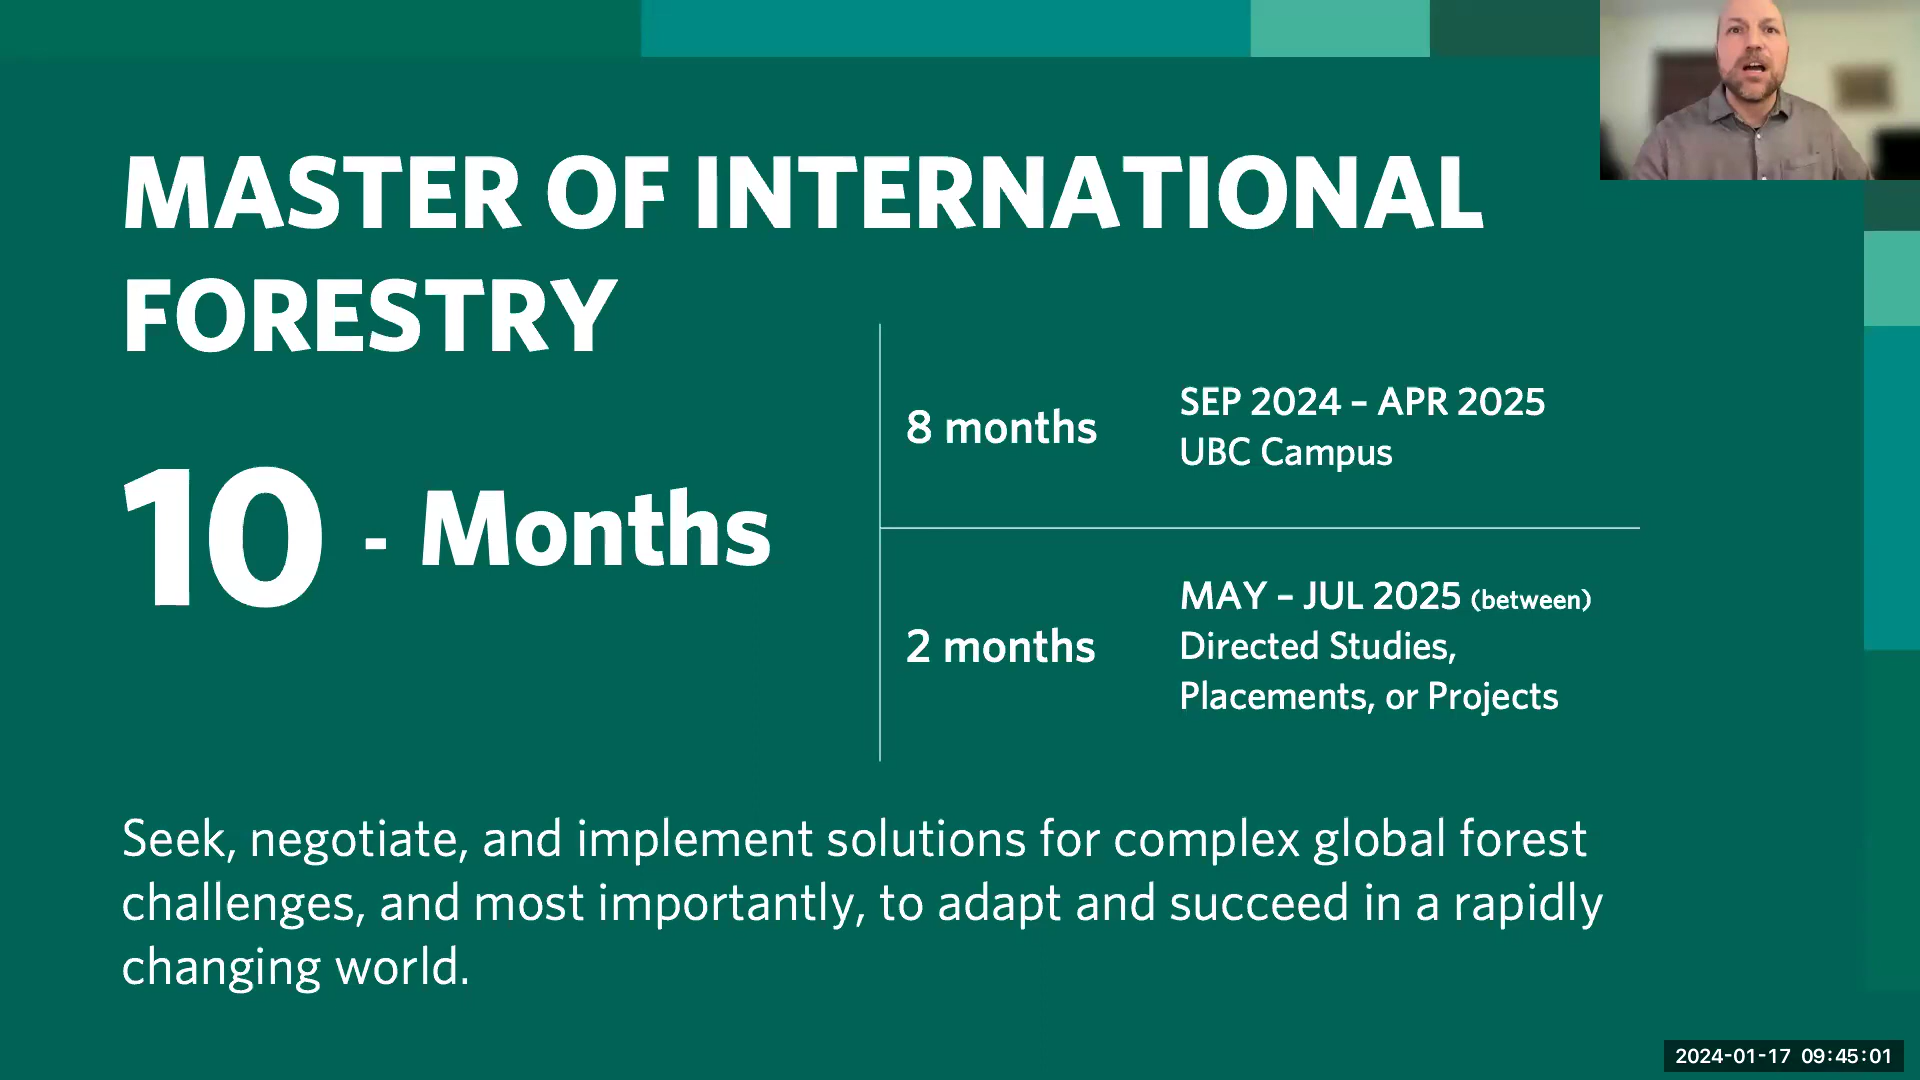 MASTER OF INTERNATIONAL
FORESTRY
10 - Months
8 months
SEP 2024 – APR 2025
UBC Campus
2 months
MAY – JUL 2025 (between)
Directed Studies,
Placements, or Projects
Seek, negotiate, and implement solutions for complex global forest
challenges, and most importantly, to adapt and succeed in a rapidly
changing world.
2024-01-17 09:45:01